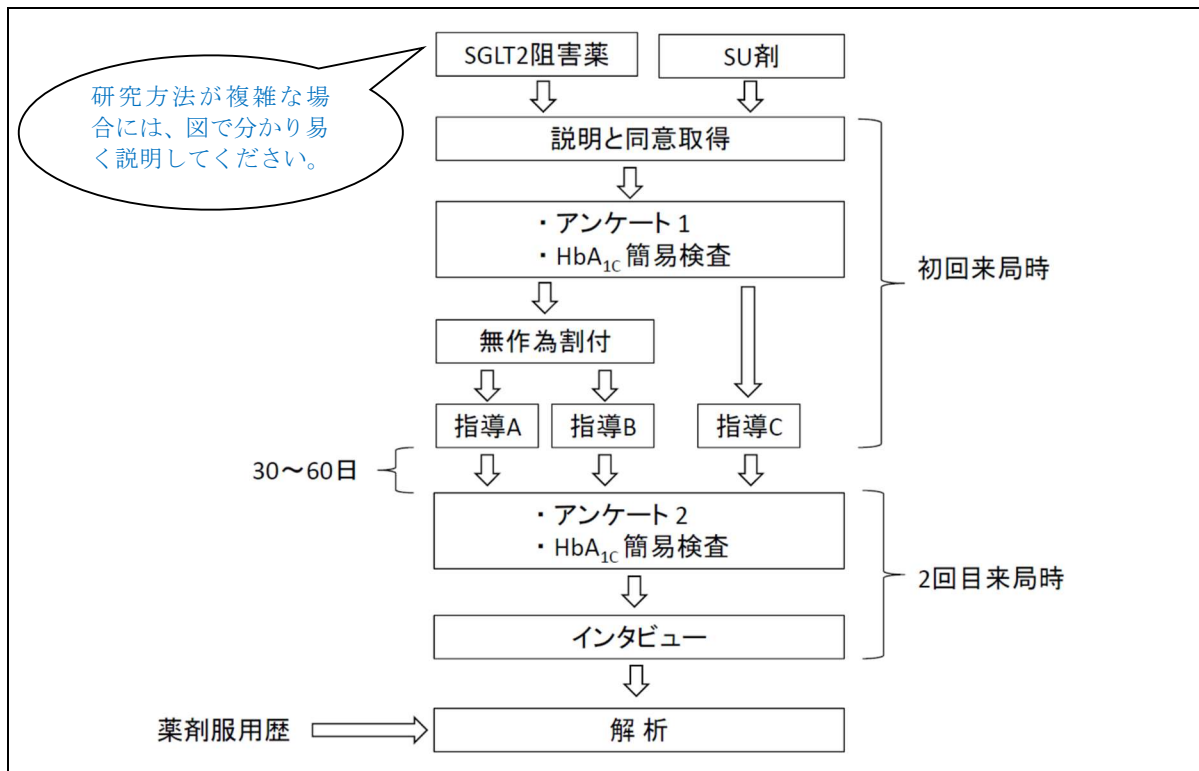 研究方法が複雑な場
合には、図で分かり易
く説明してください。
SGLT2阻害薬
SU剤
説明と同意取得
・アンケート 1
・HbA1C 簡易検査
初回来局時
無作為割付
指導A
指導B
指導C
30～60日
・アンケート 2
・HbA1C 簡易検査
2回目来局時
インタビュー
薬剤服用歴
解 析